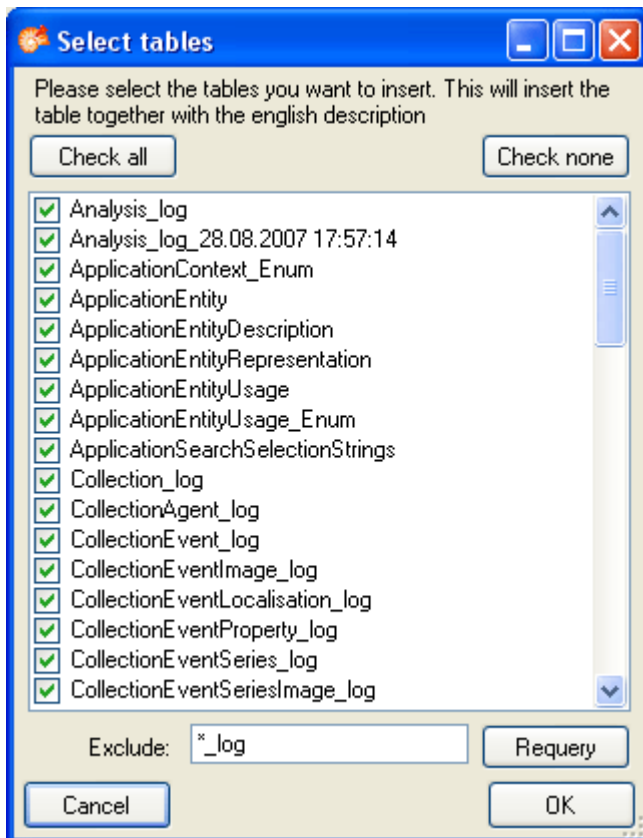 Select tables
Please select the tables you want to insert. This will insert the
table together with the english description
Check all
Check none
Analysis_log
Analysis_log_28.08.2007 17:57:14
ApplicationContext_Enum
ApplicationEntity
ApplicationEntityDescription
ApplicationEntityRepresentation
ApplicationEntityUsage
ApplicationEntityUsage_Enum
ApplicationSearchSelectionStrings
Collection_log
CollectionAgent_log
CollectionEvent_log
CollectionEventImage_log
CollectionEventLocalisation_log
CollectionEventProperty_log
CollectionEventSeries_log
CollectionEventSeriesImage_log
Exclude: *_log Requery
Cancel OK